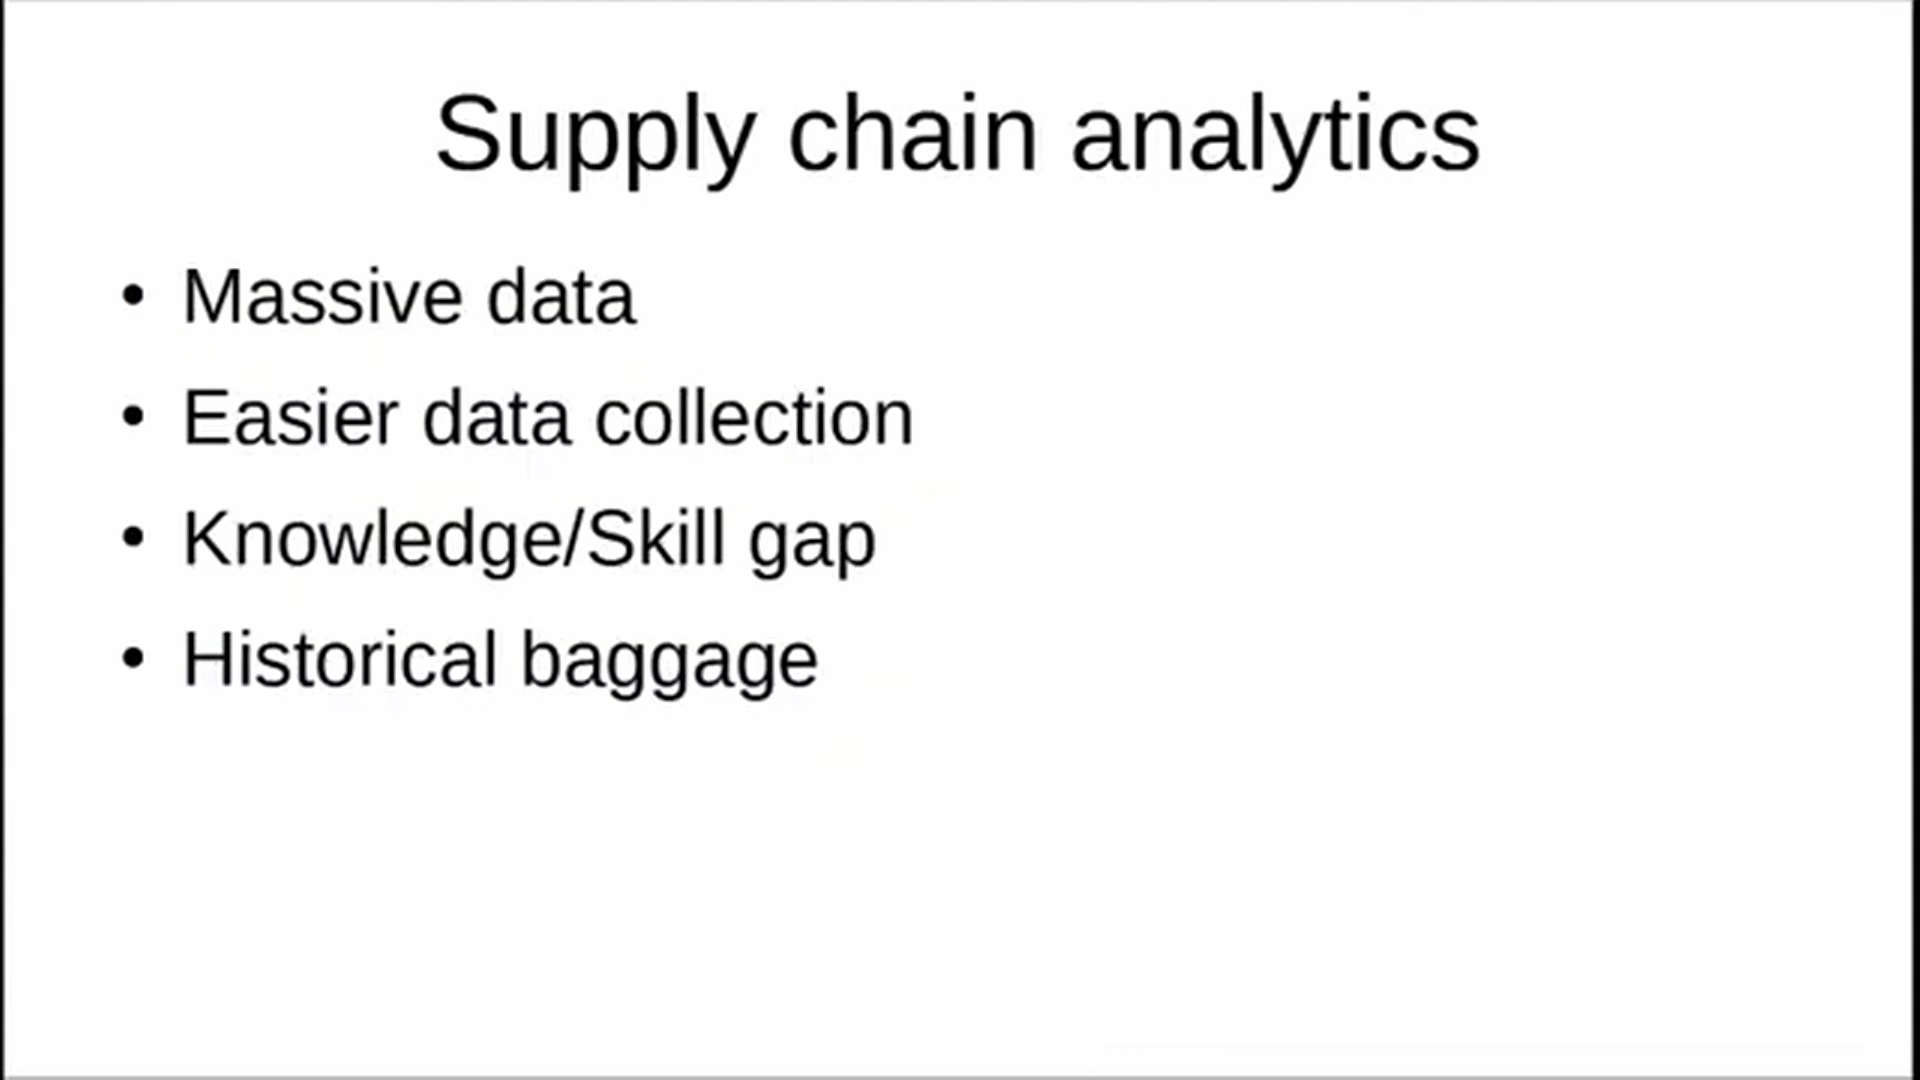 Supply chain analytics
• Massive data
• Easier data collection
• Knowledge/Skill gap
• Historical baggage